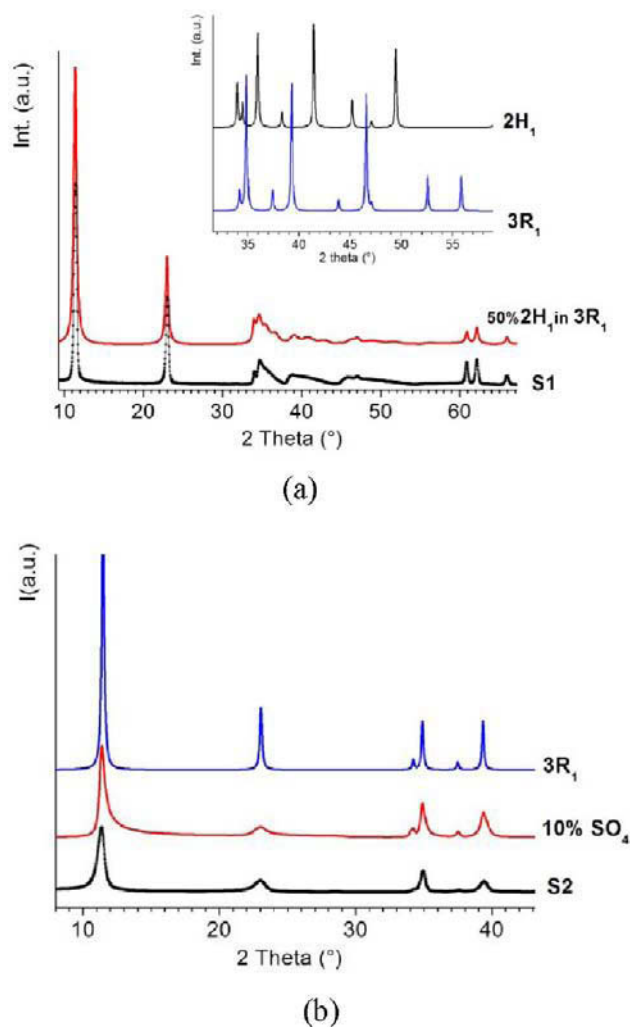 Int. (a.u.)
Int. (a.u.)
2H1
3R1
35 40 45 50 55
2 theta (°)
50%2H1in 3R1
S1
10 20 30 40 50 60
2 Theta (°)
(a)
I(a.u.)
3R1
10% SO4
S2
10 20 30 40
2 Theta (°)
(b)